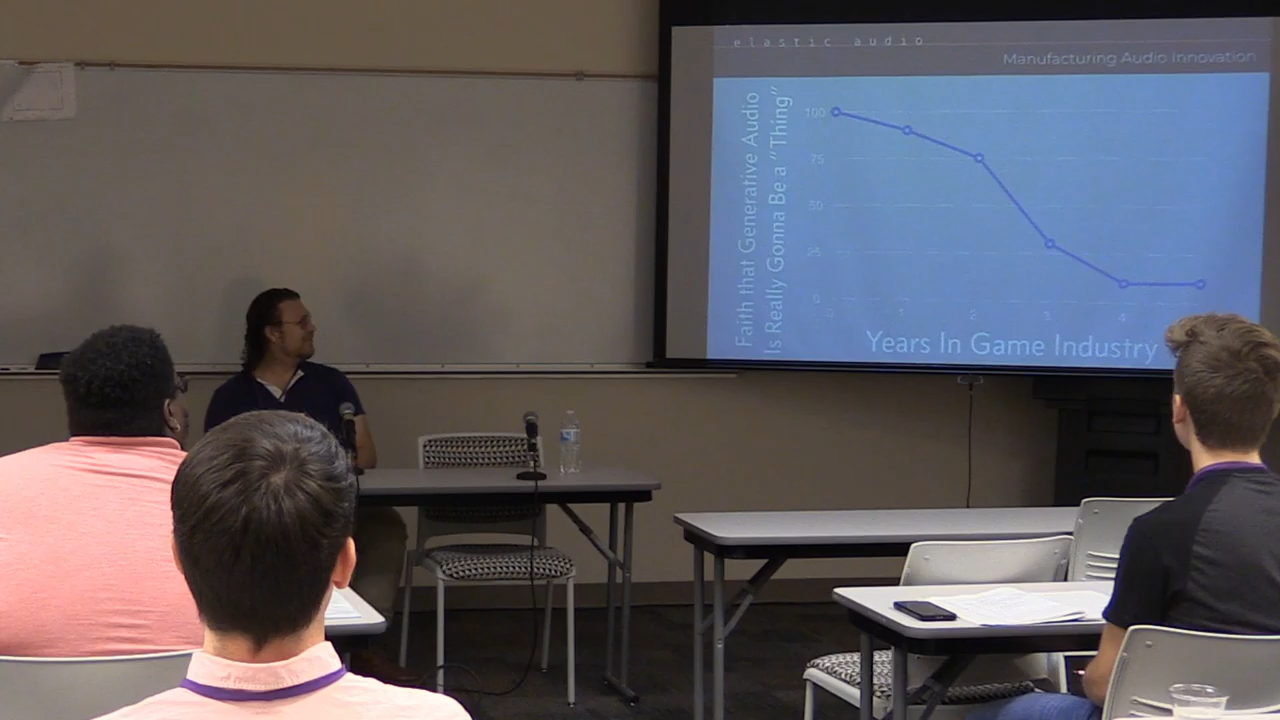 elastic audio
Manufacturing Audio Innovation
Faith that Generative Audio
Is Really Gonna Be a "Thing"
100
75
50
25
0
0 1 2 3 4
Years In Game Industry